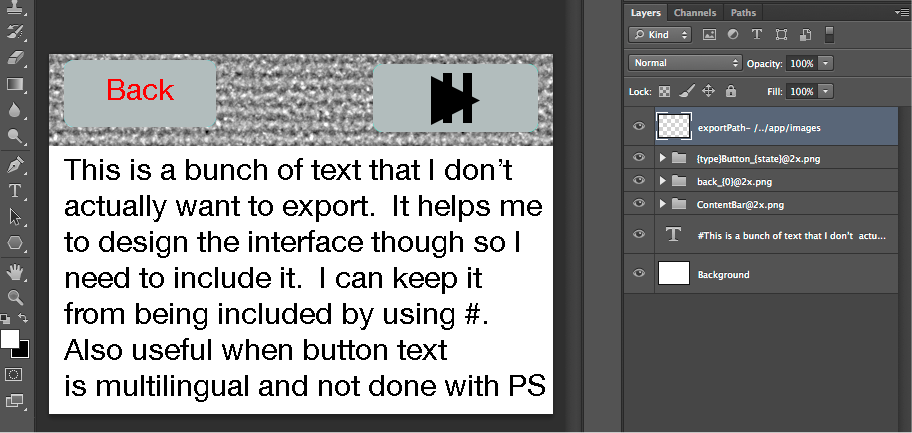 Layers Channels Paths
Kind
Normal Opacity: 100%
Lock: Fill: 100%
exportPath- /../app/images
{type}Button_{state}@2x.png
back_{0}@2x.png
ContentBar@2x.png
#This is a bunch of text that I don't actu...
Background
Back
This is a bunch of text that I don't
actually want to export. It helps me
to design the interface though so I
need to include it. I can keep it
from being included by using #.
Also useful when button text
is multilingual and not done with PS